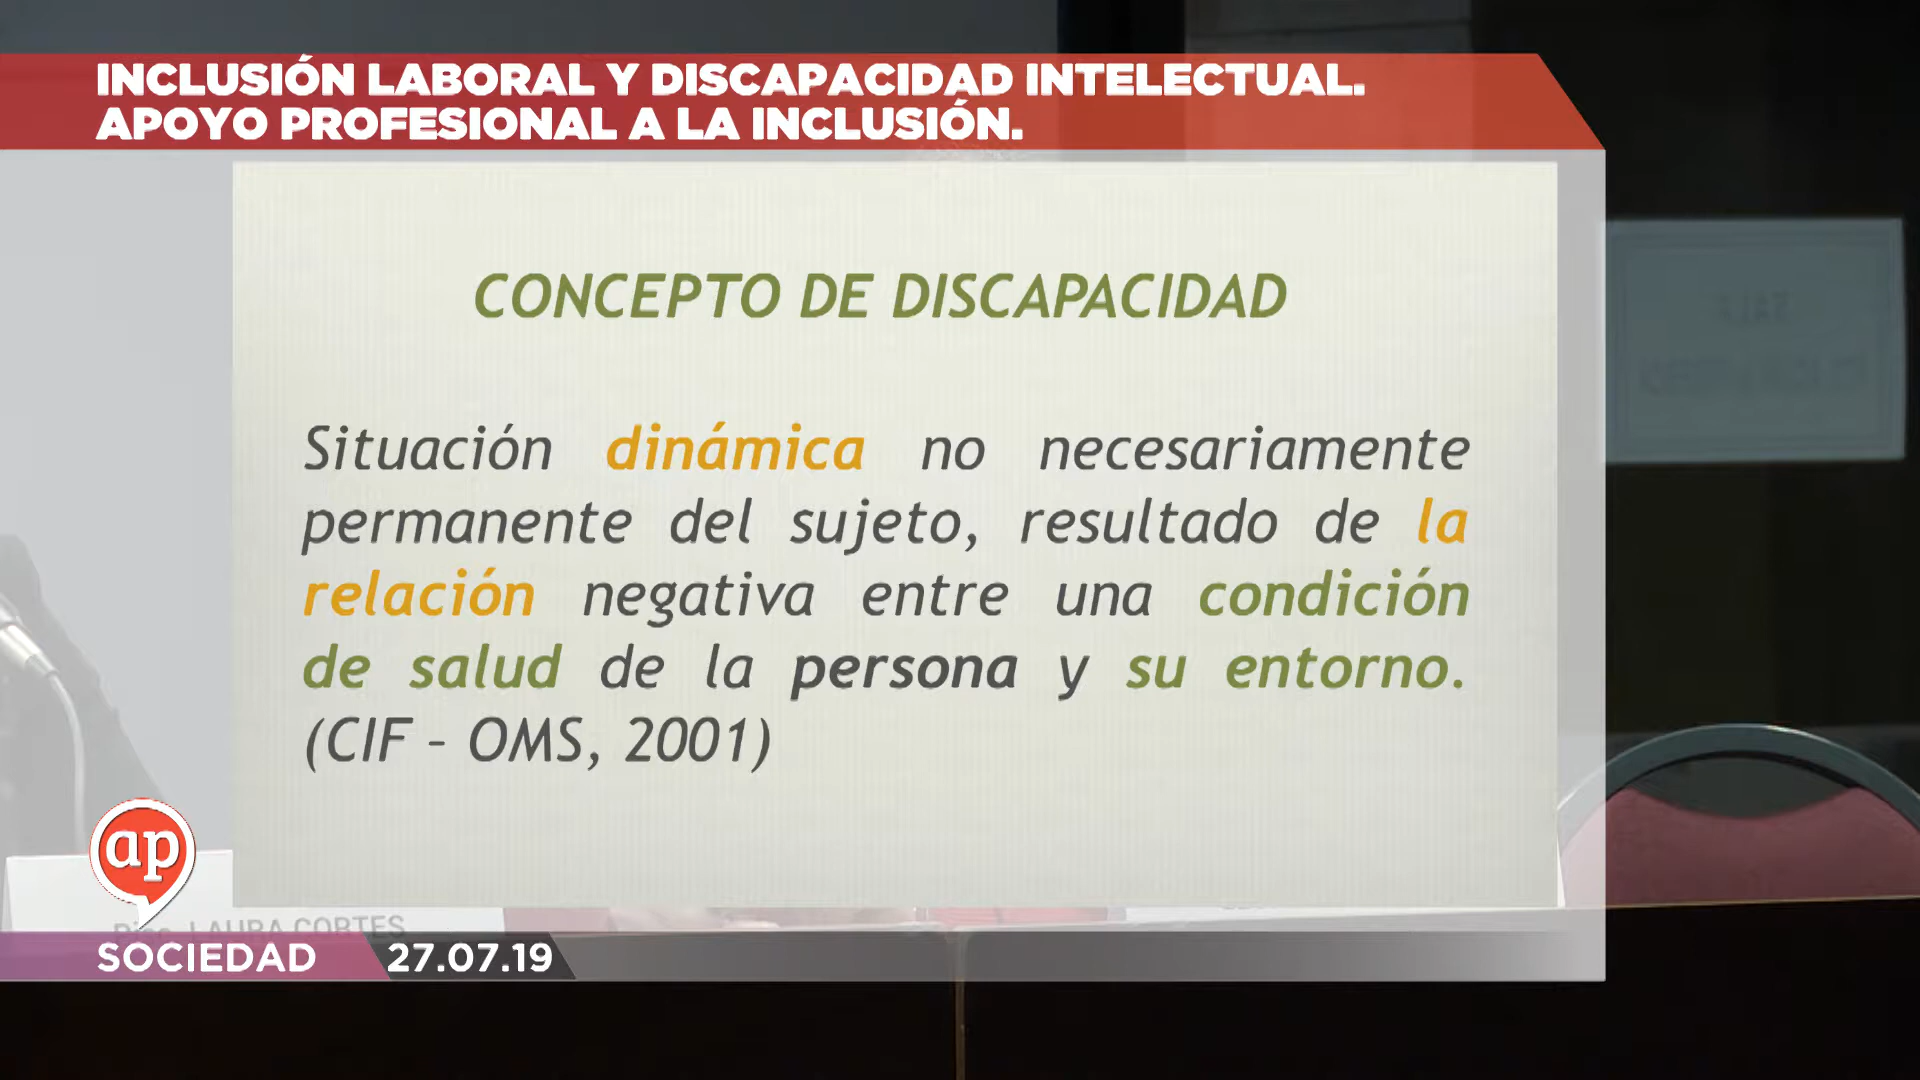 INCLUSIÓN LABORAL Y DISCAPACIDAD INTELECTUAL.
APOYO PROFESIONAL A LA INCLUSIÓN.
CONCEPTO DE DISCAPACIDAD
Situación dinámica no necesariamente
permanente del sujeto, resultado de la
relación negativa entre una condición
de salud de la persona y su entorno.
(CIF – OMS, 2001)
ap
LAURA CORTES
SOCIEDAD 27.07.19